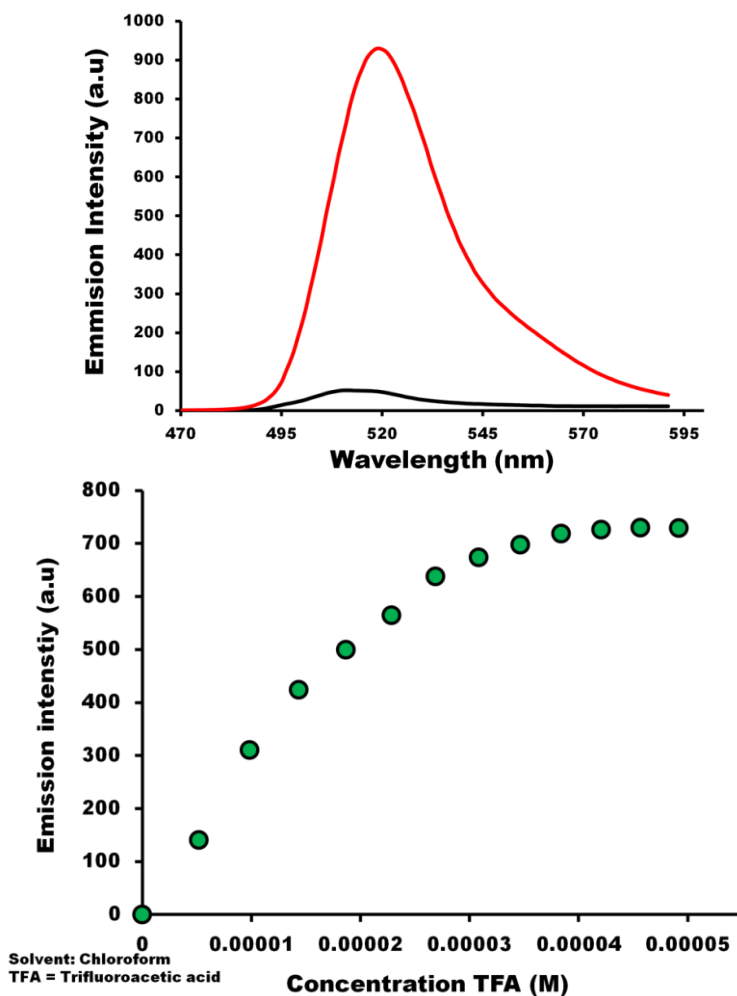 1000
900
800
700
600
500
400
300
200
100
0
Emmision Intensity (a.u)
470 495 520 545 570 595
Wavelength (nm)
800
700
600
500
400
300
200
100
0
Emission intenstiy (a.u)
0 0.00001 0.00002 0.00003 0.00004 0.00005
Solvent: Chloroform
TFA = Trifluoroacetic acid
Concentration TFA (M)